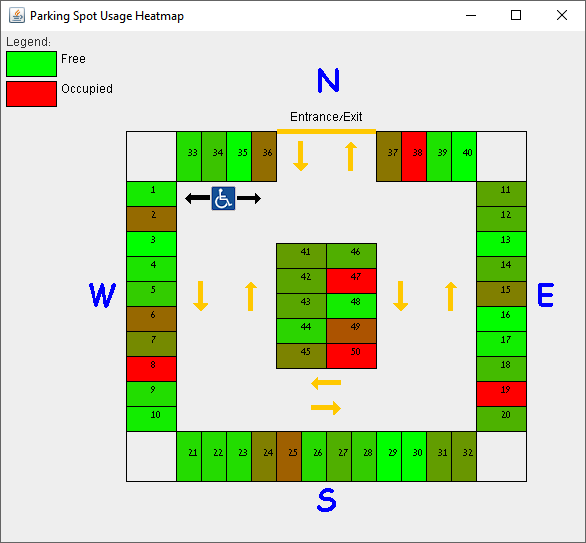 Parking Spot Usage Heatmap
Legend:
Free
Occupied
N
Entrance/Exit
33 34 35 36 37 38 39 40
1 11
2 12
3 13
4 14
5 15
6 16
7 17
8 18
9 19
10 20
41 46
42 47
43 48
44 49
45 50
W E
21 22 23 24 25 26 27 28 29 30 31 32
S